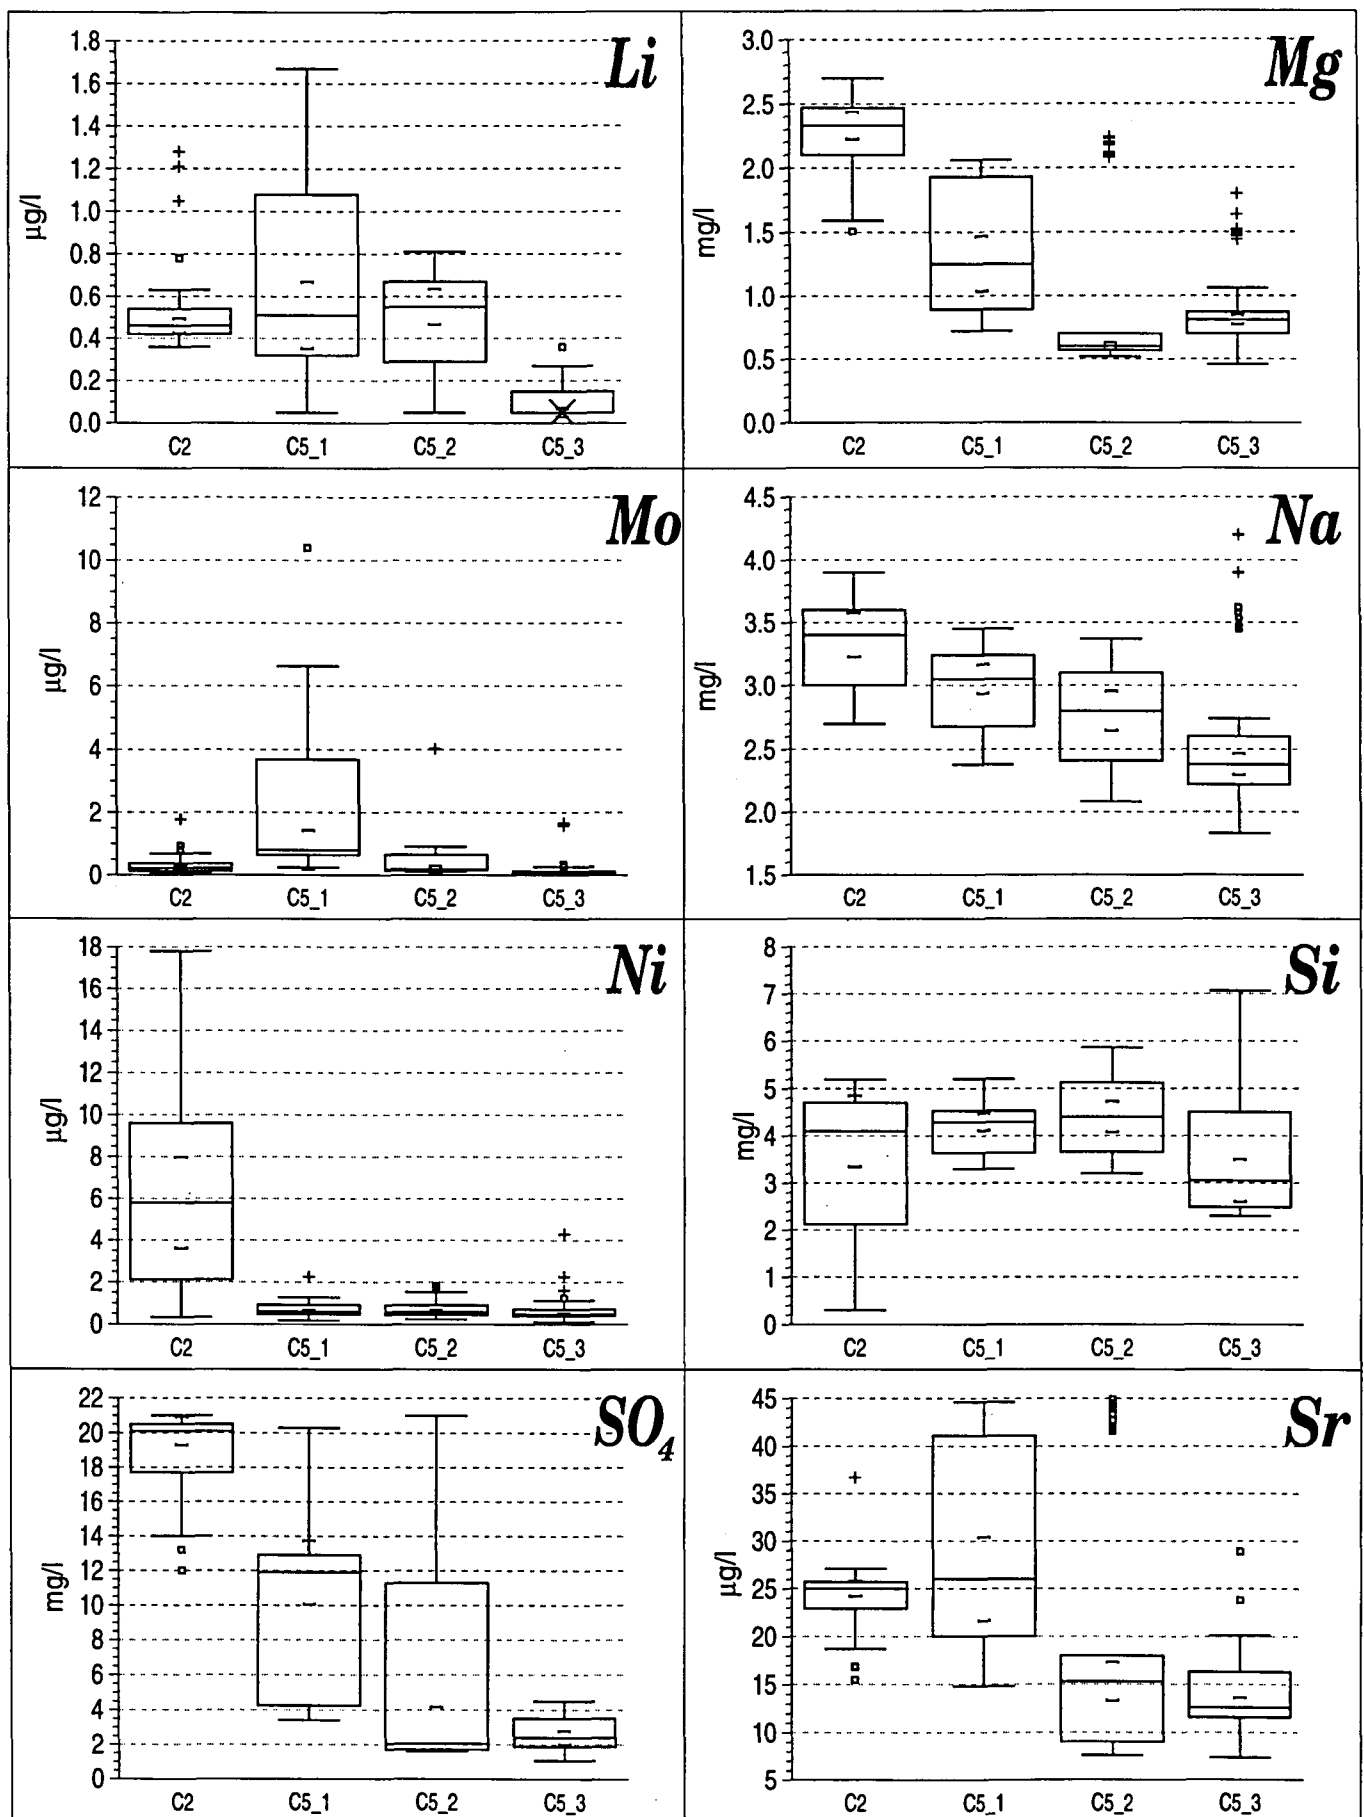 Li
1.8
1.6
1.4
1.2
1.0
0.8
0.6
0.4
0.2
0.0
µg/l
C2 C5_1 C5_2 C5_3
Mg
3.0
2.5
2.0
1.5
1.0
0.5
0.0
mg/l
C2 C5_1 C5_2 C5_3
Mo
12
10
8
6
4
2
0
µg/l
C2 C5_1 C5_2 C5_3
Na
4.5
4.0
3.5
3.0
2.5
2.0
1.5
mg/l
C2 C5_1 C5_2 C5_3
Ni
18
16
14
12
10
8
6
4
2
0
µg/l
C2 C5_1 C5_2 C5_3
Si
8
7
6
5
4
3
2
1
0
mg/l
C2 C5_1 C5_2 C5_3
SO₄
22
20
18
16
14
12
10
8
6
4
2
0
mg/l
C2 C5_1 C5_2 C5_3
Sr
45
40
35
30
25
20
15
10
5
µg/l
C2 C5_1 C5_2 C5_3